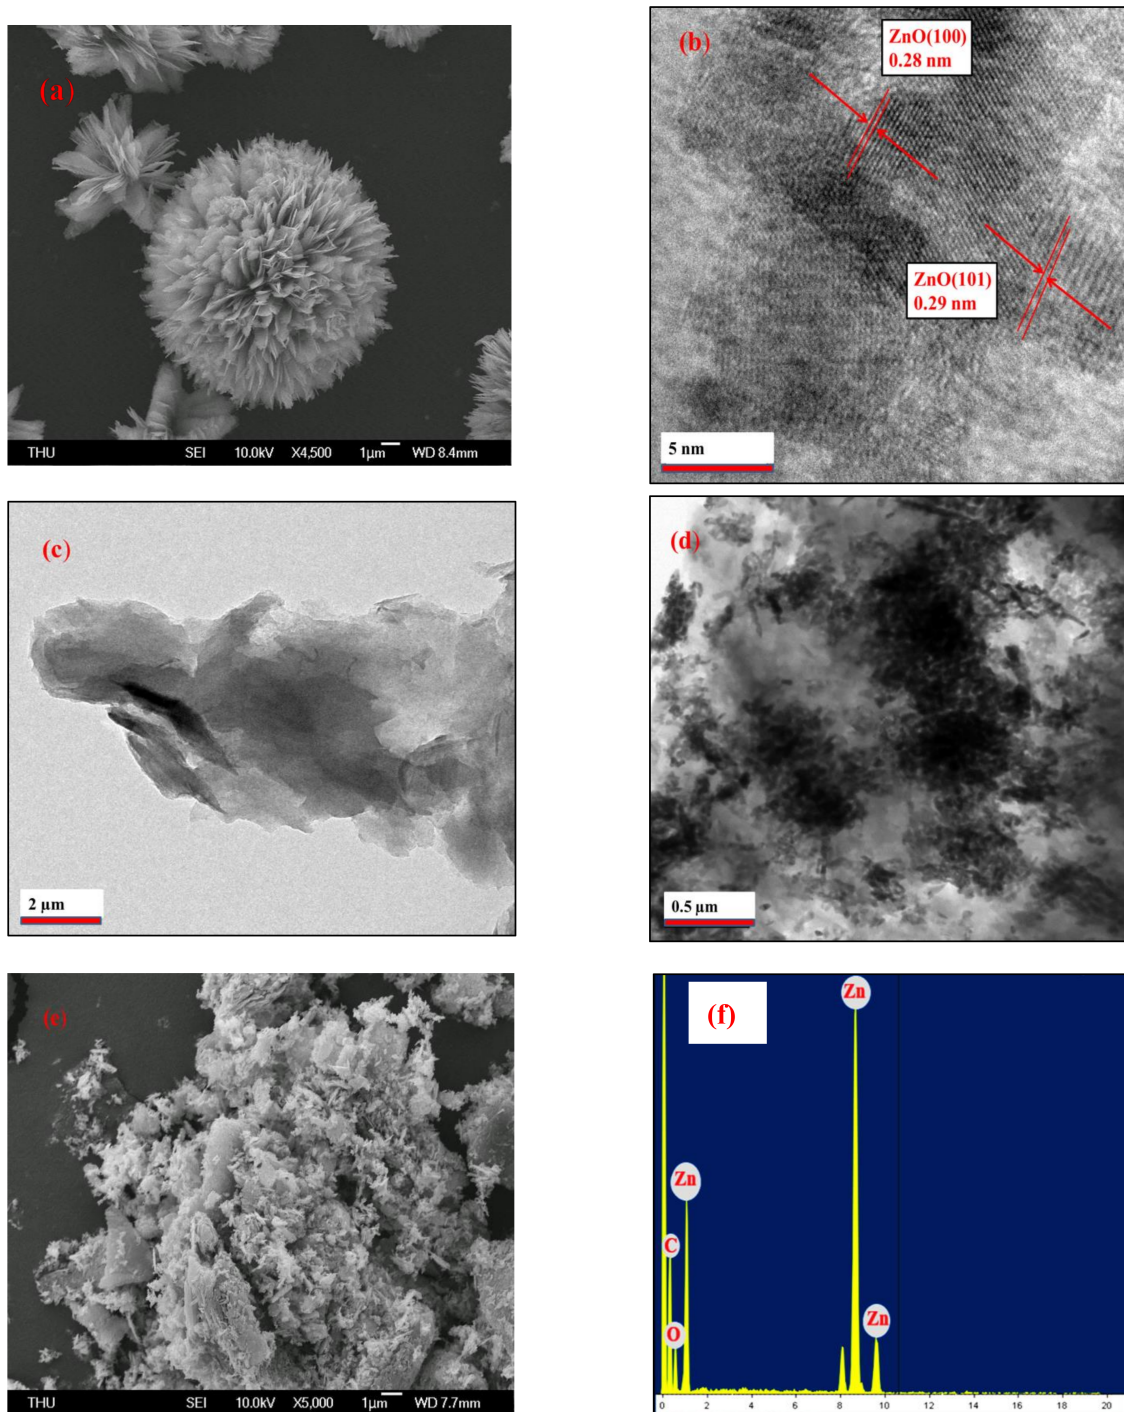 (a)
THU SEI 10.0kV X4,500 1μm WD 8.4mm
(b)
ZnO(100)
0.28 nm
ZnO(101)
0.29 nm
5 nm
(c)
2 μm
(d)
0.5 μm
(e)
THU SEI 10.0kV X5,000 1μm WD 7.7mm
(f)
Zn
Zn
C
O
Zn
0 2 4 6 8 10 12 14 16 18 20